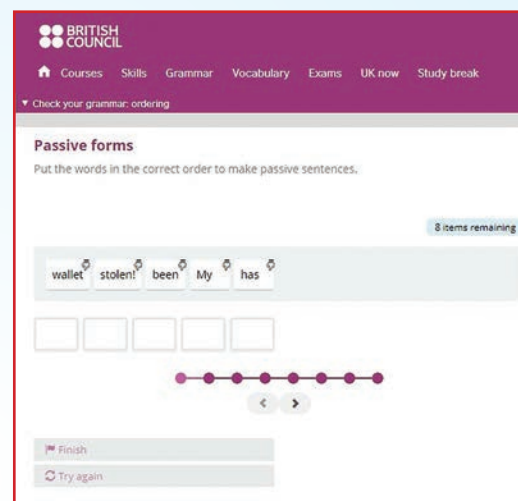 BRITISH
COUNCIL
Courses Skills Grammar Vocabulary Exams UK now Study break
Check your grammar: ordering
Passive forms
Put the words in the correct order to make passive sentences.
8 items remaining
wallet stolen! been My has
Finish
Try again